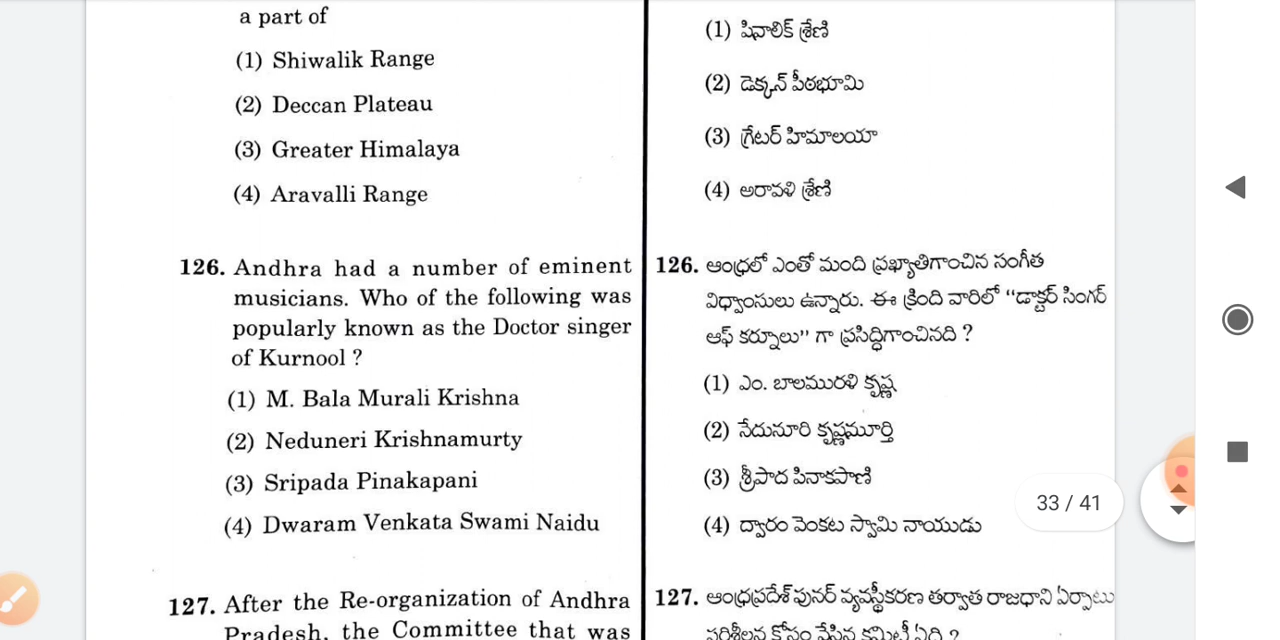 a part of
(1) Shiwalik Range
(2) Deccan Plateau
(3) Greater Himalaya
(4) Aravalli Range
126. Andhra had a number of eminent
musicians. Who of the following was
popularly known as the Doctor singer
of Kurnool ?
(1) M. Bala Murali Krishna
(2) Neduneri Krishnamurty
(3) Sripada Pinakapani
(4) Dwaram Venkata Swami Naidu
127. After the Re-organization of Andhra
Pradesh, the Committee that was
(1) షివాలిక్ శ్రేణి
(2) డెక్కన్ పీఠభూమి
(3) గ్రేటర్ హిమాలయా
(4) అరావళి శ్రేణి
126. ఆంధ్రలో ఎంతో మంది ప్రఖ్యాతిగాంచిన సంగీత
విధ్వాంసులు ఉన్నారు. ఈ క్రింది వారిలో “డాక్టర్ సింగర్
ఆఫ్ కర్నూలు” గా ప్రసిద్ధిగాంచినది ?
(1) ఎం. బాలమురళి కృష్ణ
(2) నేదునూరి కృష్ణమూర్తి
(3) శ్రీపాద పినాకపాణి
(4) ద్వారం వెంకట స్వామి నాయుడు
127. ఆంధ్రప్రదేశ్ పునర్ వ్యవస్థీకరణ తర్వాత రాజధాని ఏర్పాటు
పరిశీలన కోసం వేసిన కమిటీ ఏది ?
33 / 41